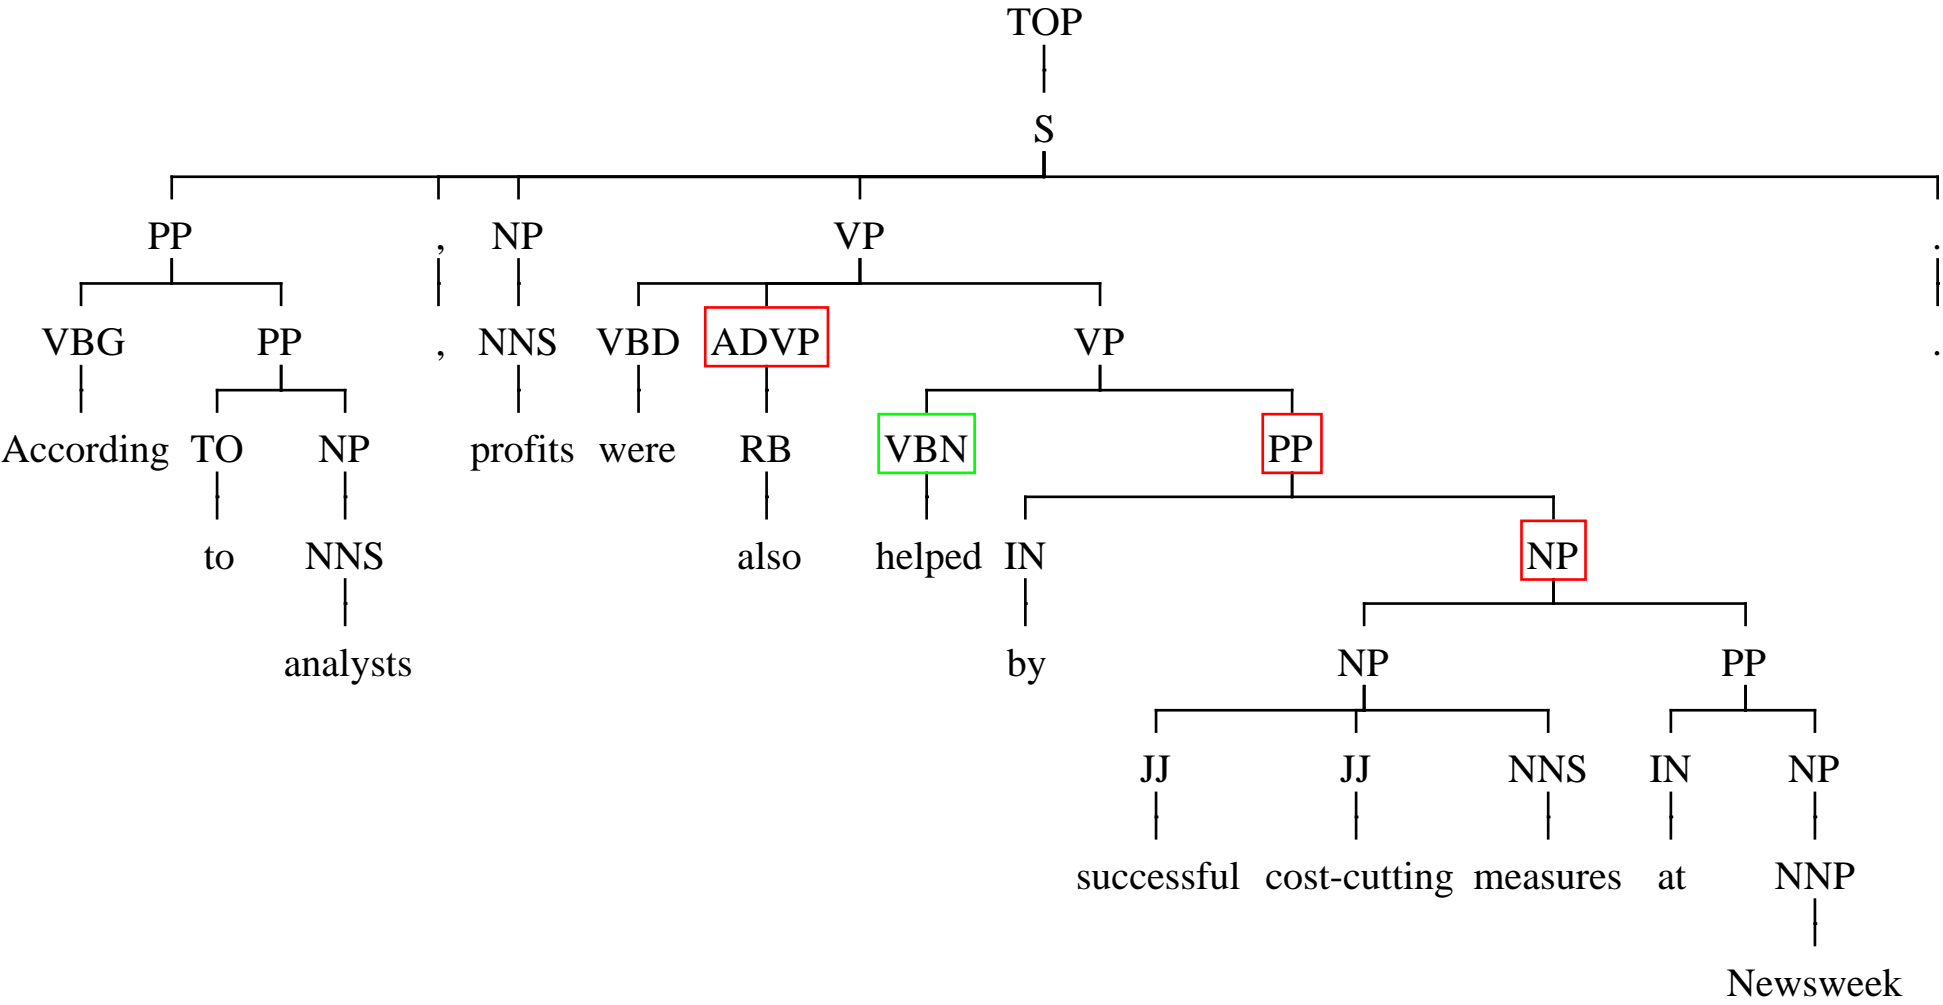 TOP
S
PP , NP VP .
VBG PP , NNS VBD ADVP VP .
According TO NP profits were RB VBN PP
to NNS also helped IN NP
analysts by NP PP
JJ JJ NNS IN NP
successful cost-cutting measures at NNP
Newsweek